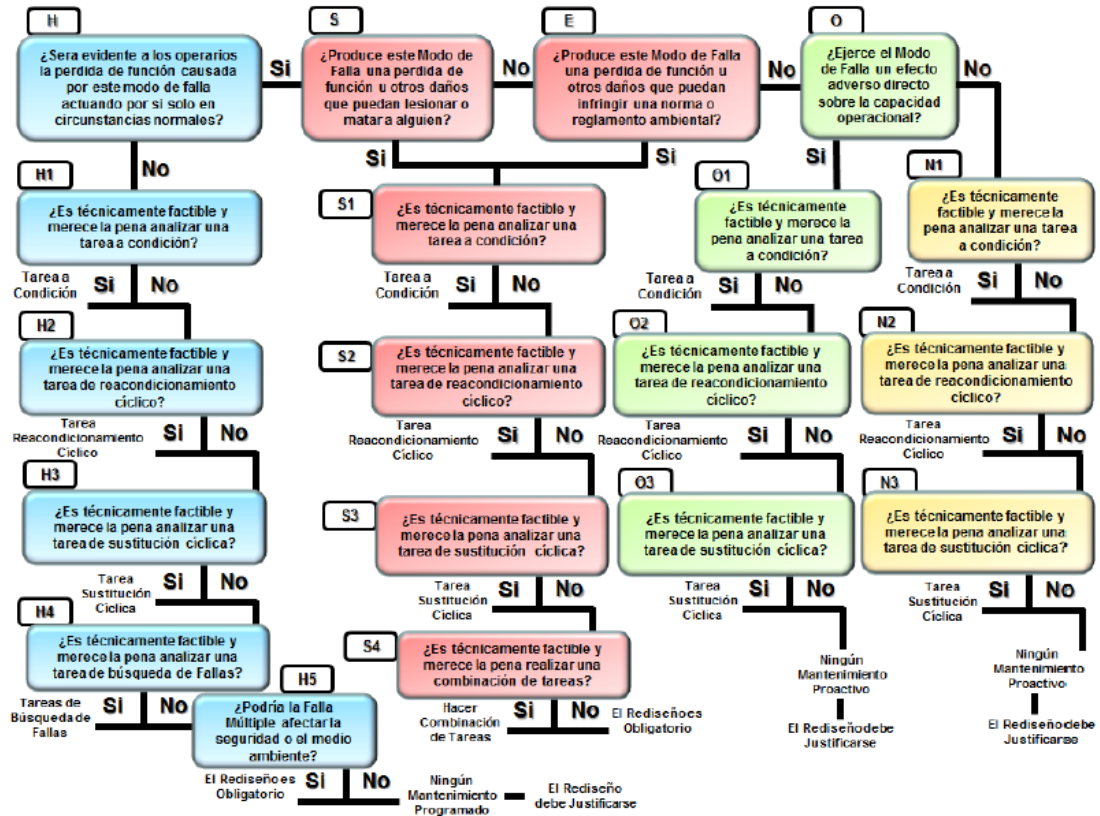 H
¿Sera evidente a los operarios
la perdida de función causada
por este modo de falla
actuando por si solo en
circunstancias normales?
Si
No
S
¿Produce este Modo de
Falla una perdida de
función u otros daños
que puedan lesionar o
matar a alguien?
No
Si
E
¿Produce este Modo de Falla
una perdida de función u
otros daños que puedan
infringir una norma o
reglamento ambiental?
No
Si
O
¿Ejerce el Modo
de Falla un efecto
adverso directo
sobre la capacidad
operacional?
No
Si
H1
¿Es técnicamente factible y
merece la pena analizar una
tarea a condición?
Tarea a
Condición
Si
No
H2
¿Es técnicamente factible y
merece la pena analizar una
tarea de reacondicionamiento
cíclico?
Tarea
Reacondicionamiento
Cíclico
Si
No
H3
¿Es técnicamente factible y
merece la pena analizar una
tarea de sustitución cíclica?
Tarea
Sustitución
Cíclica
Si
No
H4
¿Es técnicamente factible y
merece la pena analizar una
tarea de búsqueda de Fallas?
Tareas de
Búsqueda de
Fallas
Si
No
H5
¿Podría la Falla
Múltiple afectar la
seguridad o el medio
ambiente?
El Rediseño es
Obligatorio
Si
No
Ningún
Mantenimiento
Programado
El Rediseño
debe Justificarse
S1
¿Es técnicamente factible y
merece la pena analizar una
tarea a condición?
Tarea a
Condición
Si
No
S2
¿Es técnicamente factible y
merece la pena analizar una
tarea de reacondicionamiento
cíclico?
Tarea
Reacondicionamiento
Cíclico
Si
No
S3
¿Es técnicamente factible y
merece la pena analizar una
tarea de sustitución cíclica?
Tarea
Sustitución
Cíclica
Si
No
S4
¿Es técnicamente factible y
merece la pena realizar una
combinación de tareas?
Hacer
Combinación
de Tareas
Si
No
El Rediseño es
Obligatorio
O1
¿Es técnicamente
factible y merece la
pena analizar una tarea
a condición?
Tarea a
Condición
Si
No
O2
¿Es técnicamente factible y
merece la pena analizar una
tarea de reacondicionamiento
cíclico?
Tarea
Reacondicionamiento
Cíclico
Si
No
O3
¿Es técnicamente factible y
merece la pena analizar una
tarea de sustitución cíclica?
Tarea
Sustitución
Cíclica
Si
No
Ningún
Mantenimiento
Proactivo
El Rediseño debe
Justificarse
N1
¿Es técnicamente
factible y merece la
pena analizar una tarea
a condición?
Tarea a
Condición
Si
No
N2
¿Es técnicamente factible y
merece la pena analizar una
tarea de reacondicionamiento
cíclico?
Tarea
Reacondicionamiento
Cíclico
Si
No
N3
¿Es técnicamente factible y
merece la pena analizar una
tarea de sustitución cíclica?
Tarea
Sustitución
Cíclica
Si
No
Ningún
Mantenimiento
Proactivo
El Rediseño debe
Justificarse